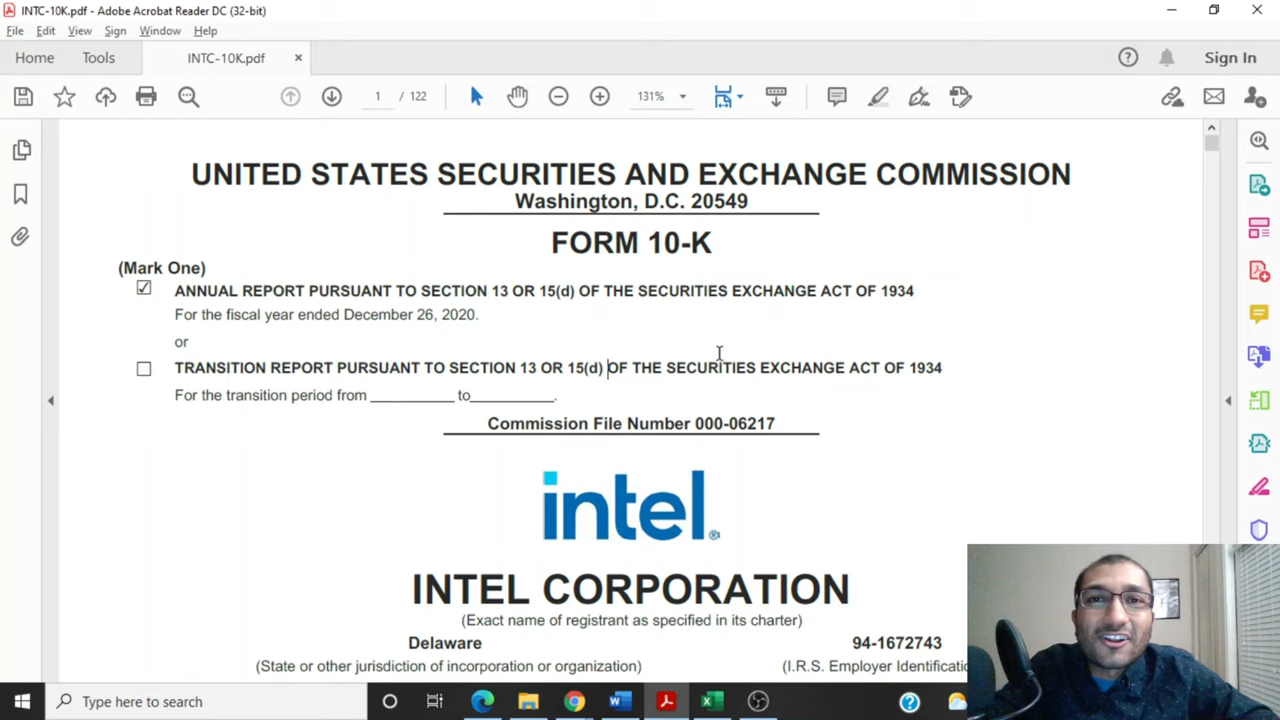 INTC-10K.pdf - Adobe Acrobat Reader DC (32-bit)
File Edit View Sign Window Help
Home Tools INTC-10K.pdf × Sign In
1 / 122 131%
UNITED STATES SECURITIES AND EXCHANGE COMMISSION
Washington, D.C. 20549
FORM 10-K
(Mark One)
☑ ANNUAL REPORT PURSUANT TO SECTION 13 OR 15(d) OF THE SECURITIES EXCHANGE ACT OF 1934
For the fiscal year ended December 26, 2020.
or
☐ TRANSITION REPORT PURSUANT TO SECTION 13 OR 15(d) OF THE SECURITIES EXCHANGE ACT OF 1934
For the transition period from __________ to__________.
Commission File Number 000-06217
intel®
INTEL CORPORATION
(Exact name of registrant as specified in its charter)
Delaware 94-1672743
(State or other jurisdiction of incorporation or organization) (I.R.S. Employer
Type here to search